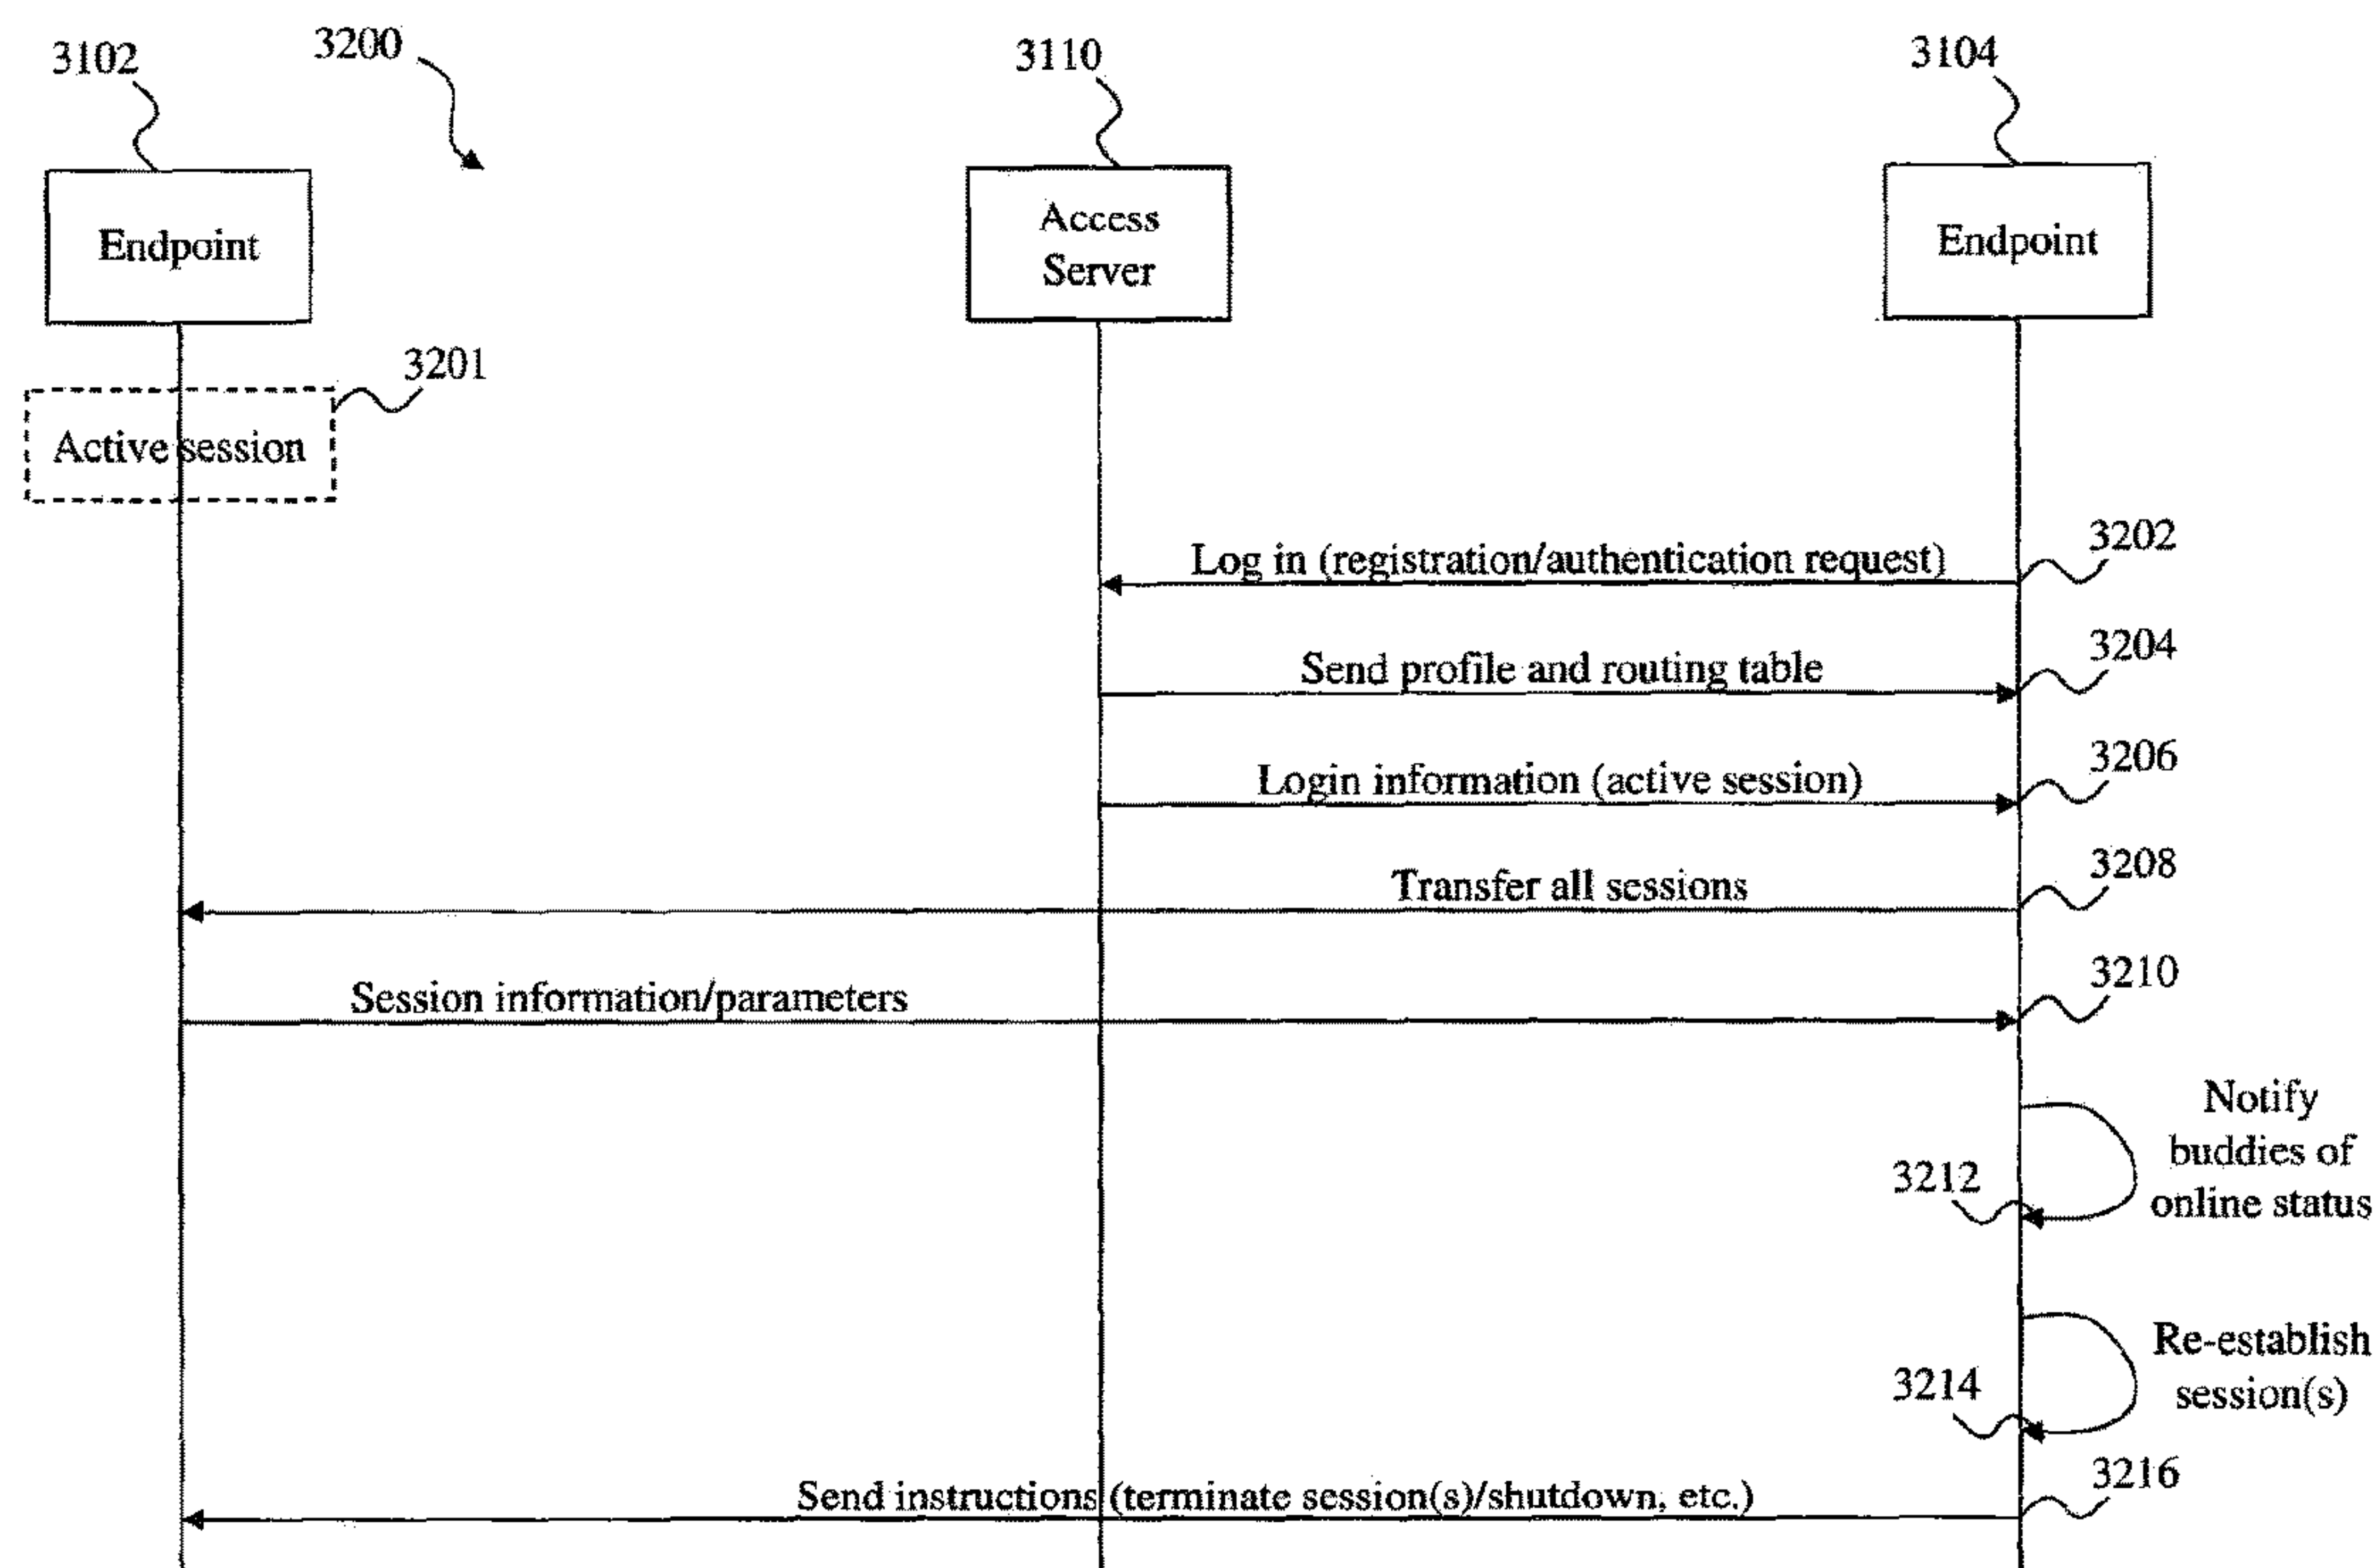 3102
3200
3110
3104
Endpoint
Access
Server
Endpoint
3201
Active session
3202
Log in (registration/authentication request)
3204
Send profile and routing table
3206
Login information (active session)
3208
Transfer all sessions
3210
Session information/parameters
Notify
buddies of
online status
3212
Re-establish
session(s)
3214
3216
Send instructions (terminate session(s)/shutdown, etc.)